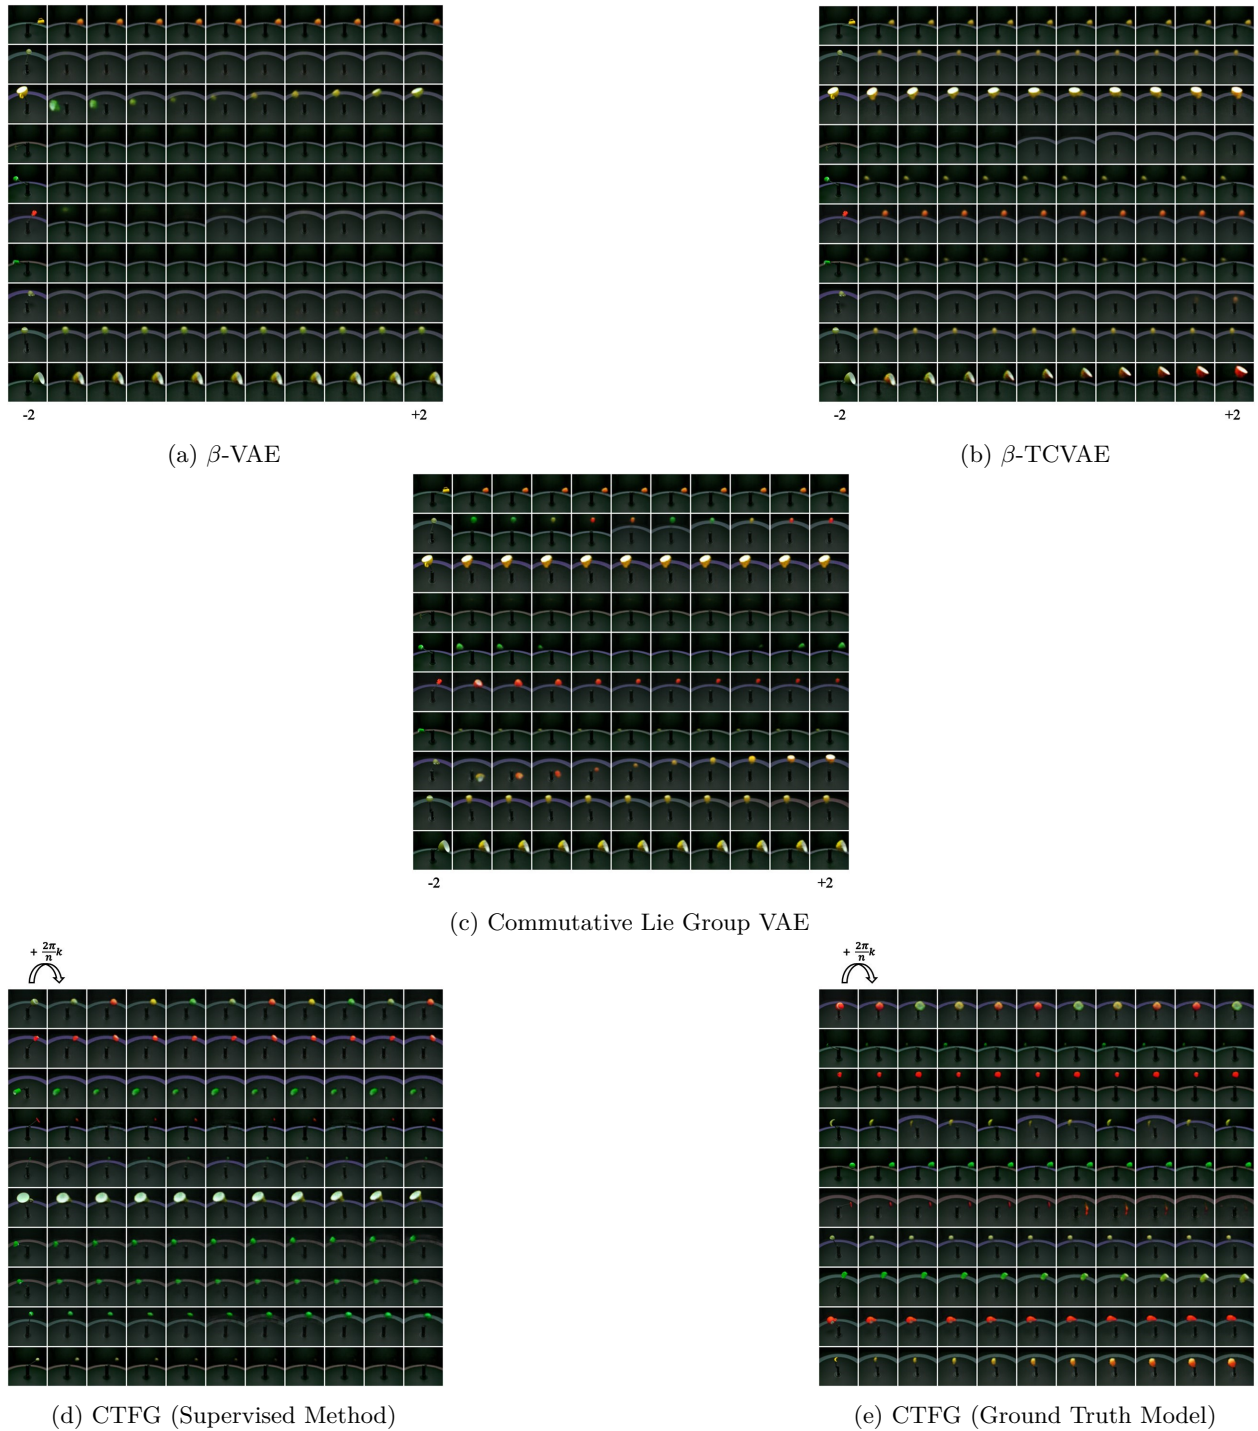 -2 +2 -2 +2
(a) β-VAE (b) β-TCVAE
-2 +2
(c) Commutative Lie Group VAE
+ 2π/n k + 2π/n k
(d) CTFG (Supervised Method) (e) CTFG (Ground Truth Model)